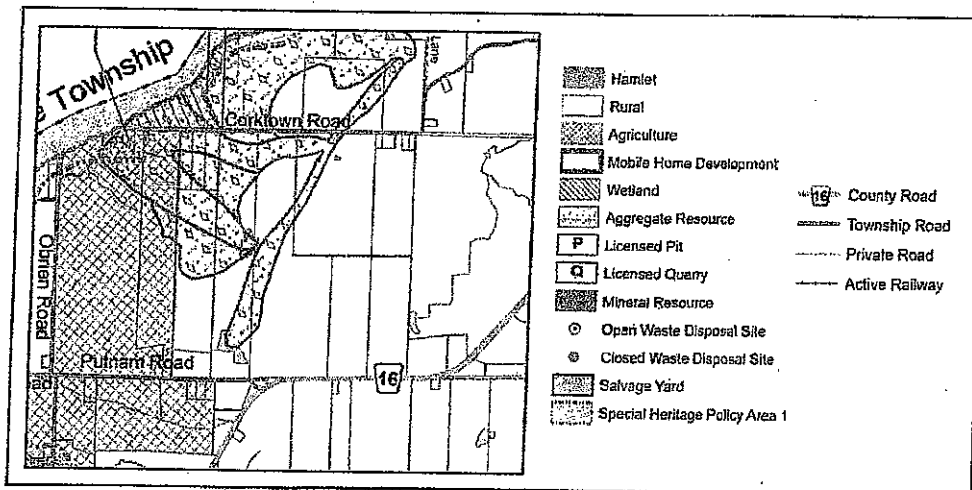 Township
Lane
Corktown Road
Obrien Road
Putnam Road
16
Hamlet
Rural
Agriculture
Mobile Home Development
Wetland
Aggregate Resource
P Licensed Pit
Q Licensed Quarry
Mineral Resource
Open Waste Disposal Site
Closed Waste Disposal Site
Salvage Yard
Special Heritage Policy Area 1
16 County Road
Township Road
Private Road
Active Railway